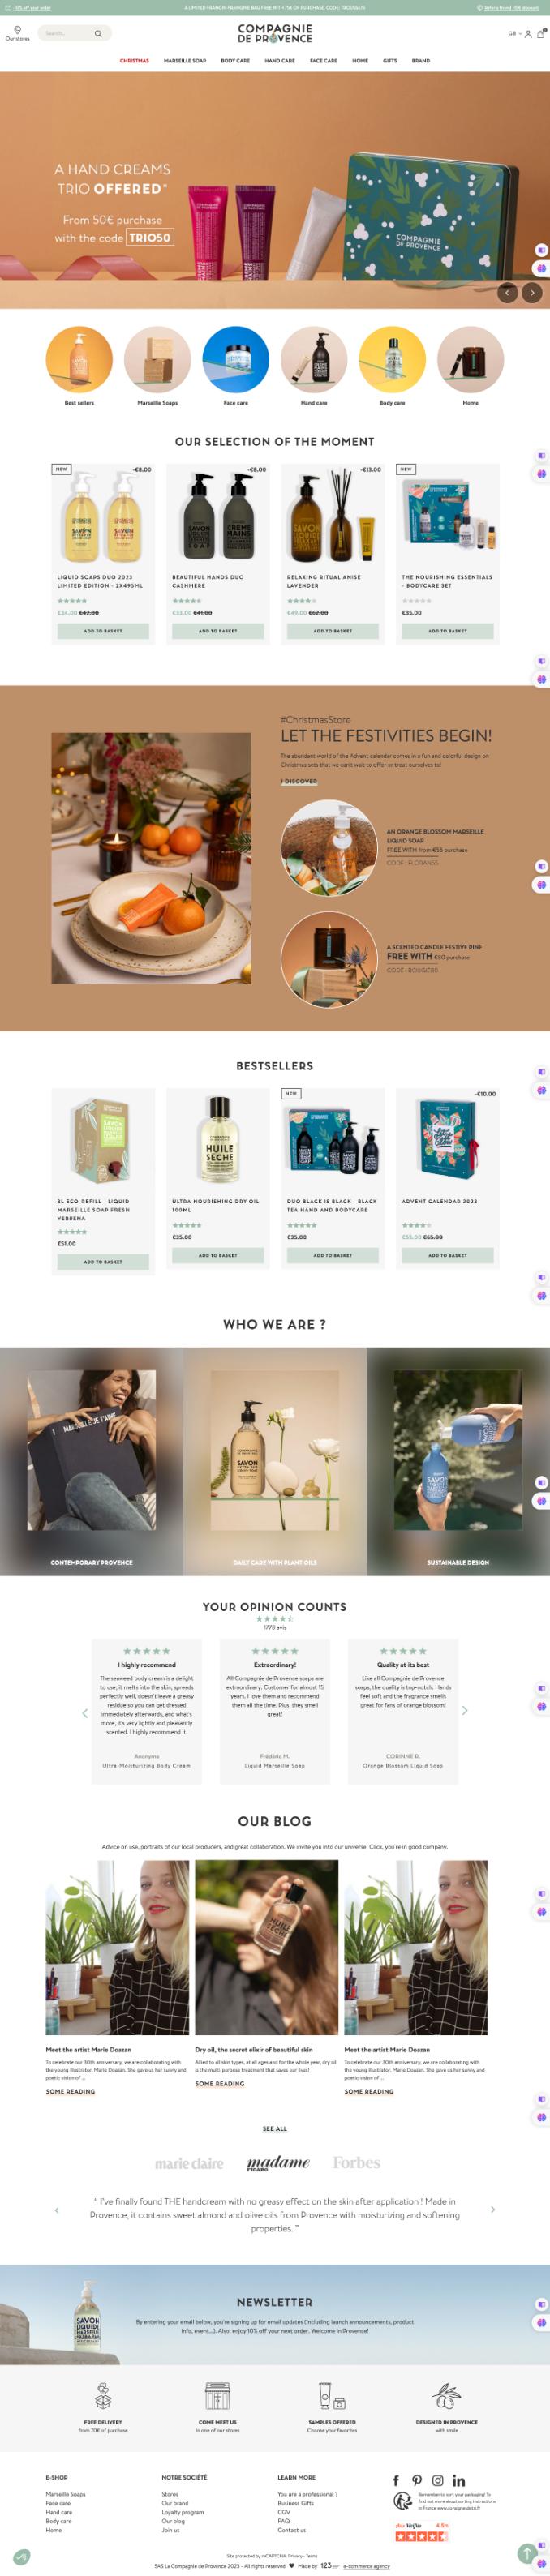 -10% off your order
A LIMITED FRANGIN FRANGINE BAG FREE WITH 75€ OF PURCHASE. CODE:
Refer a friend -10€ discount
Our stores
Search...
COMPAGNIE
DE PROVENCE
GB
CHRISTMAS
MARSEILLE SOAP
BODY CARE
HAND CARE
FACE CARE
HOME
GIFTS
BRAND
A HAND CREAMS
TRIO OFFERED*
From 50€ purchase
with the code TRIO50
COMPAGNIE
DE PROVENCE
Best sellers
Marseille Soaps
Face care
Hand care
Body care
Home
OUR SELECTION OF THE MOMENT
NEW
-€8.00
-€8.00
-€13.00
NEW
LIQUID SOAPS DUO 2023
LIMITED EDITION - 2X495ML
€34.00 €42.00
ADD TO BASKET
BEAUTIFUL HANDS DUO
CASHMERE
€33.00 €41.00
ADD TO BASKET
RELAXING RITUAL ANISE
LAVENDER
€49.00 €62.00
ADD TO BASKET
THE NOURISHING ESSENTIALS
- BODYCARE SET
€35.00
ADD TO BASKET
#ChristmasStore
LET THE FESTIVITIES BEGIN!
The abundant world of the Advent calendar comes in a fun and colorful design on
Christmas sets that we can't wait to offer or treat ourselves to!
I DISCOVER
AN ORANGE BLOSSOM MARSEILLE
LIQUID SOAP
FREE WITH from €55 purchase
A SCENTED CANDLE FESTIVE PINE
FREE WITH €80 purchase
CODE : BOUGIE80
BESTSELLERS
NEW
-€10.00
HUILE
SÈCHE
3L ECO-REFILL - LIQUID
MARSEILLE SOAP FRESH
VERBENA
€51.00
ADD TO BASKET
ULTRA NOURISHING DRY OIL
100ML
€35.00
ADD TO BASKET
DUO BLACK IS BLACK - BLACK
TEA HAND AND BODYCARE
€35.00
ADD TO BASKET
ADVENT CALENDAR 2023
€55.00 €65.00
ADD TO BASKET
WHO WE ARE ?
MARSEILLE JE T'AIME
SAVON
CONTEMPORARY PROVENCE
DAILY CARE WITH PLANT OILS
SUSTAINABLE DESIGN
YOUR OPINION COUNTS
1778 avis
I highly recommend
The seaweed body cream is a delight
to use; it melts into the skin, spreads
perfectly well, doesn't leave a greasy
residue so you can get dressed
immediately afterwards, and what's
more, it's very lightly and pleasantly
scented. I highly recommend it.
Anonyme
Ultra-Moisturizing Body Cream
Extraordinary!
All Compagnie de Provence soaps are
extraordinary. Customer for almost 15
years. I love them and recommend
them all the time. Plus, they smell
great!
Frédéric M.
Liquid Marseille Soap
Quality at its best
Like all Compagnie de Provence
soaps, the quality is top-notch. Hands
feel soft and the fragrance smells
great for fans of orange blossom!
CORINNE B.
Orange Blossom Liquid Soap
OUR BLOG
Advice on use, portraits of our local producers, and great collaboration. We invite you into our universe. Click, you're in good company.
Meet the artist Marie Doazan
To celebrate our 30th anniversary, we are collaborating with
the young illustrator, Marie Doazan. She gave us her sunny and
poetic vision of ...
SOME READING
Dry oil, the secret elixir of beautiful skin
Allied to all skin types, at all ages and for the whole year, dry oil
is the multi purpose treatment that saves our lives!
SOME READING
Meet the artist Marie Doazan
To celebrate our 30th anniversary, we are collaborating with
the young illustrator, Marie Doazan. She gave us her sunny and
poetic vision of ...
SOME READING
SEE ALL
marie claire
madame
FIGARO
Forbes
" I've finally found THE handcream with no greasy effect on the skin after application ! Made in
Provence, it contains sweet almond and olive oils from Provence with moisturizing and softening
properties. "
SAVON
LIQUIDE
MARSEILLE
NEWSLETTER
By entering your email below, you're signing up for email updates (including launch announcements, product
info, event...). Also, enjoy 10% off your next order. Welcome in Provence!
FREE DELIVERY
from 70€ of purchase
COME MEET US
in one of our stores
SAMPLES OFFERED
Choose your favorites
DESIGNED IN PROVENCE
with smile
E-SHOP
Marseille Soaps
Face care
Hand care
Body care
Home
NOTRE SOCIÉTÉ
Stores
Our brand
Loyalty program
Our blog
Join us
LEARN MORE
You are a professional ?
Business Gifts
CGV
FAQ
Contact us
Remember to sort your packaging! To
find out more about sorting instructions
in France www.consignesdetri.fr
Avis Vérifiés
Site protected by reCAPTCHA. Privacy - Terms
SAS La Compagnie de Provence 2023 - All rights reserved
Made by 123
e-commerce agency